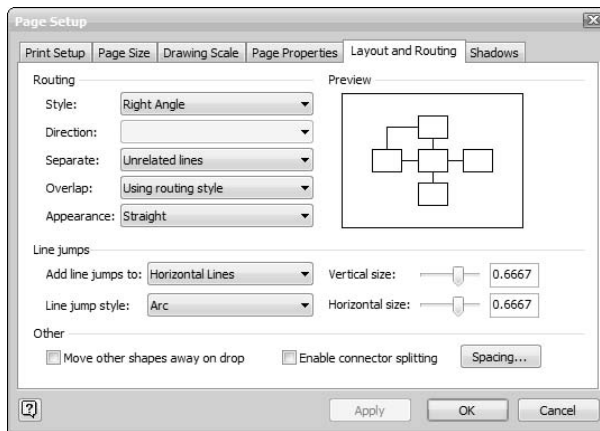 Page Setup
Print Setup Page Size Drawing Scale Page Properties Layout and Routing Shadows
Routing
Style: Right Angle
Direction:
Separate: Unrelated lines
Overlap: Using routing style
Appearance: Straight
Preview
Line jumps
Add line jumps to: Horizontal Lines Vertical size: 0.6667
Line jump style: Arc Horizontal size: 0.6667
Other
Move other shapes away on drop Enable connector splitting Spacing...
? Apply OK Cancel